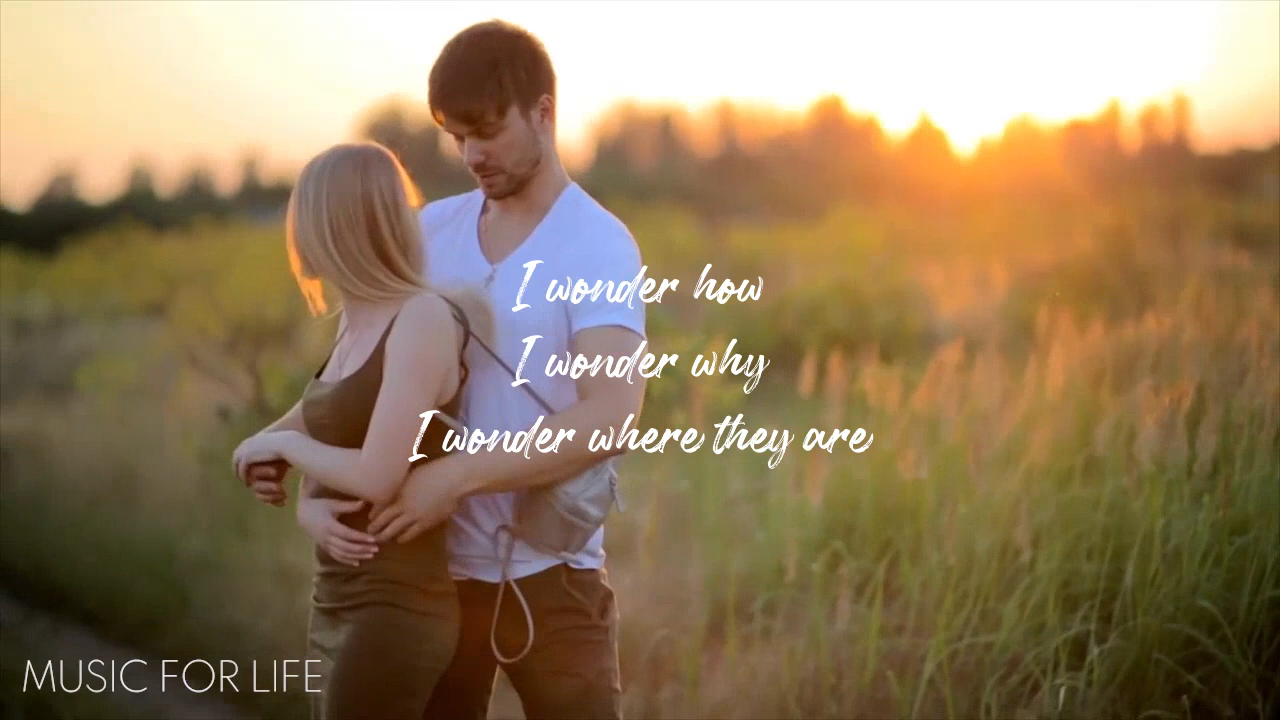 I wonder how
I wonder why
I wonder where they are
MUSIC FOR LIFE